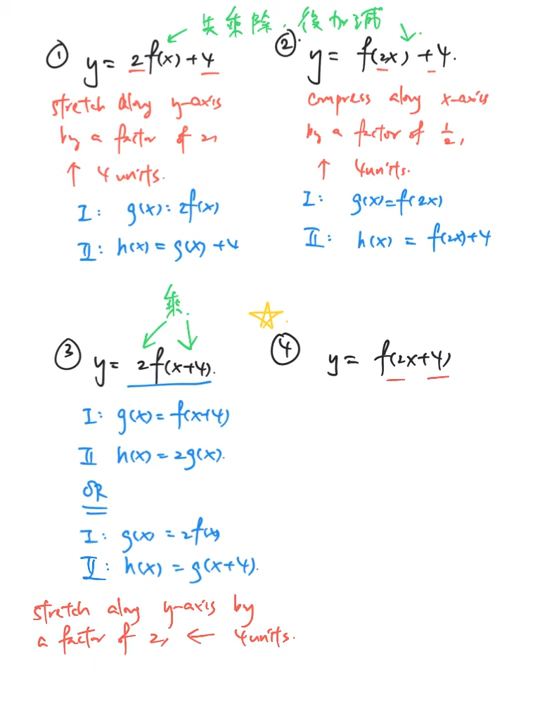 先乘除,後加減
① y = 2f(x)+4
stretch along y-axis
by a factor of 2,
↑ 4 units.
I: g(x) = 2f(x)
II: h(x) = g(x) + 4
② y = f(2x) + 4.
compress along x-axis
by a factor of 1/2,
↑ 4 units.
I: g(x) = f(2x)
II: h(x) = f(2x)+4
乘
③ y = 2f(x+4).
I: g(x) = f(x+4)
II h(x) = 2g(x).
OR
I: g(x) = 2f(x)
II: h(x) = g(x+4).
stretch along y-axis by
a factor of 2, ← 4 units.
④ y = f(2x+4)